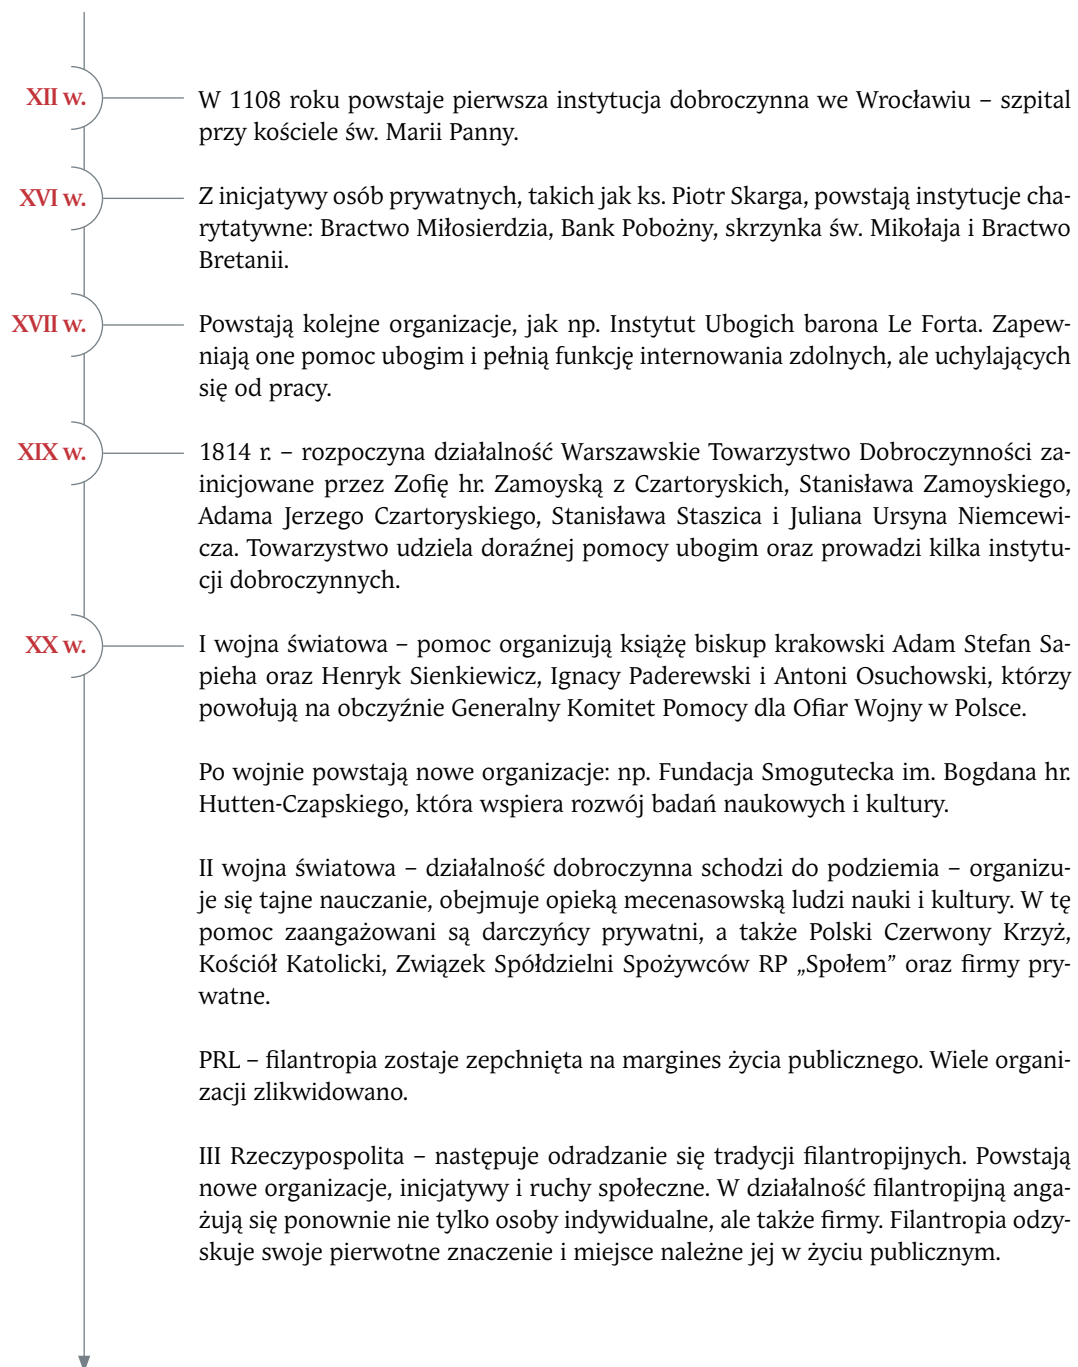 XII w.
W 1108 roku powstaje pierwsza instytucja dobroczynna we Wrocławiu – szpital
przy kościele św. Marii Panny.
XVI w.
Z inicjatywy osób prywatnych, takich jak ks. Piotr Skarga, powstają instytucje cha-
rytatywne: Bractwo Miłosierdzia, Bank Pobożny, skrzynka św. Mikołaja i Bractwo
Bretanii.
XVII w.
Powstają kolejne organizacje, jak np. Instytut Ubogich barona Le Forta. Zapew-
niają one pomoc ubogim i pełnią funkcję internowania zdolnych, ale uchylających
się od pracy.
XIX w.
1814 r. – rozpoczyna działalność Warszawskie Towarzystwo Dobroczynności za-
inicjowane przez Zofię hr. Zamoyską z Czartoryskich, Stanisława Zamoyskiego,
Adama Jerzego Czartoryskiego, Stanisława Staszica i Juliana Ursyna Niemcewi-
cza. Towarzystwo udziela doraźnej pomocy ubogim oraz prowadzi kilka instytu-
cji dobroczynnych.
XX w.
I wojna światowa – pomoc organizują książę biskup krakowski Adam Stefan Sa-
pieha oraz Henryk Sienkiewicz, Ignacy Paderewski i Antoni Osuchowski, którzy
powołują na obczyźnie Generalny Komitet Pomocy dla Ofiar Wojny w Polsce.
Po wojnie powstają nowe organizacje: np. Fundacja Smogutecka im. Bogdana hr.
Hutten-Czapskiego, która wspiera rozwój badań naukowych i kultury.
II wojna światowa – działalność dobroczynna schodzi do podziemia – organizu-
je się tajne nauczanie, obejmuje opieką mecenasowską ludzi nauki i kultury. W tę
pomoc zaangażowani są darczyńcy prywatni, a także Polski Czerwony Krzyż,
Kościół Katolicki, Związek Spółdzielni Spożywców RP „Społem” oraz firmy pry-
watne.
PRL – filantropia zostaje zepchnięta na margines życia publicznego. Wiele organi-
zacji zlikwidowano.
III Rzeczypospolita – następuje odradzanie się tradycji filantropijnych. Powstają
nowe organizacje, inicjatywy i ruchy społeczne. W działalność filantropijną anga-
żują się ponownie nie tylko osoby indywidualne, ale także firmy. Filantropia odzy-
skuje swoje pierwotne znaczenie i miejsce należne jej w życiu publicznym.